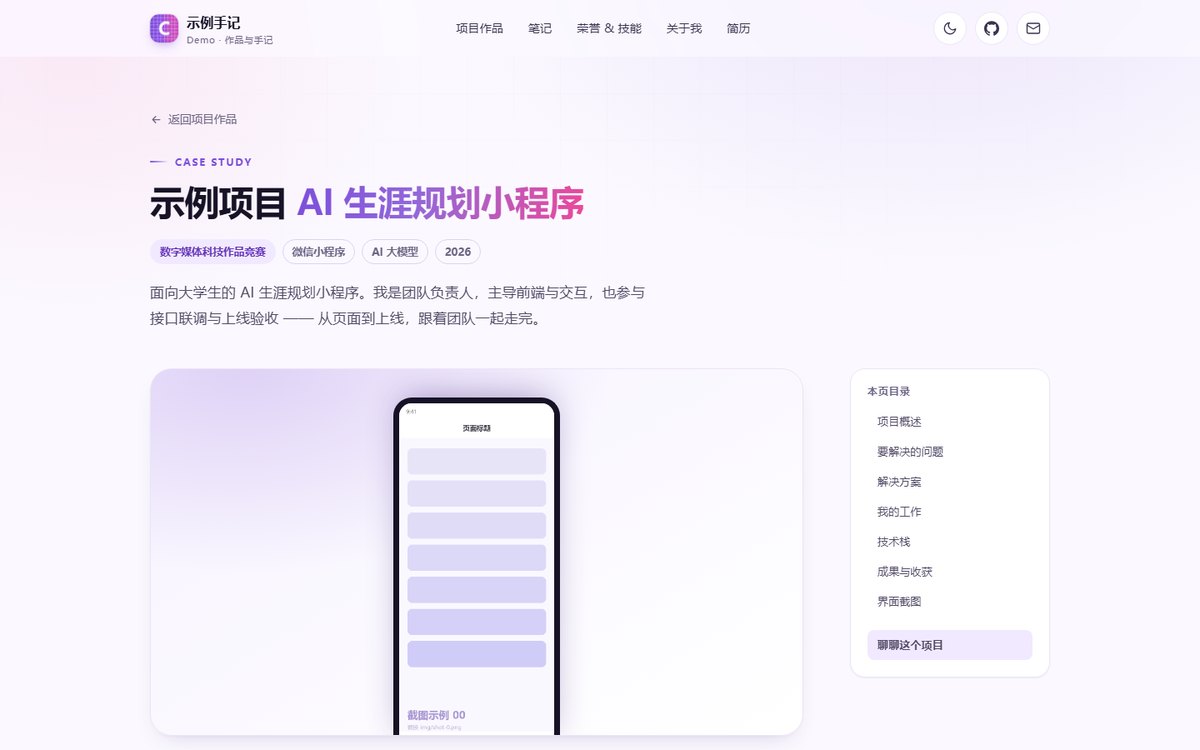 C
示例手记
Demo · 作品与手记
项目作品
笔记
荣誉 & 技能
关于我
简历
← 返回项目作品
CASE STUDY
示例项目 AI 生涯规划小程序
数字媒体科技作品竞赛
微信小程序
AI 大模型
2026
面向大学生的 AI 生涯规划小程序。我是团队负责人，主导前端与交互，也参与
接口联调与上线验收 —— 从页面到上线，跟着团队一起走完。
9:41
页面标题
截图示例 00
本页目录
项目概述
要解决的问题
解决方案
我的工作
技术栈
成果与收获
界面截图
聊聊这个项目